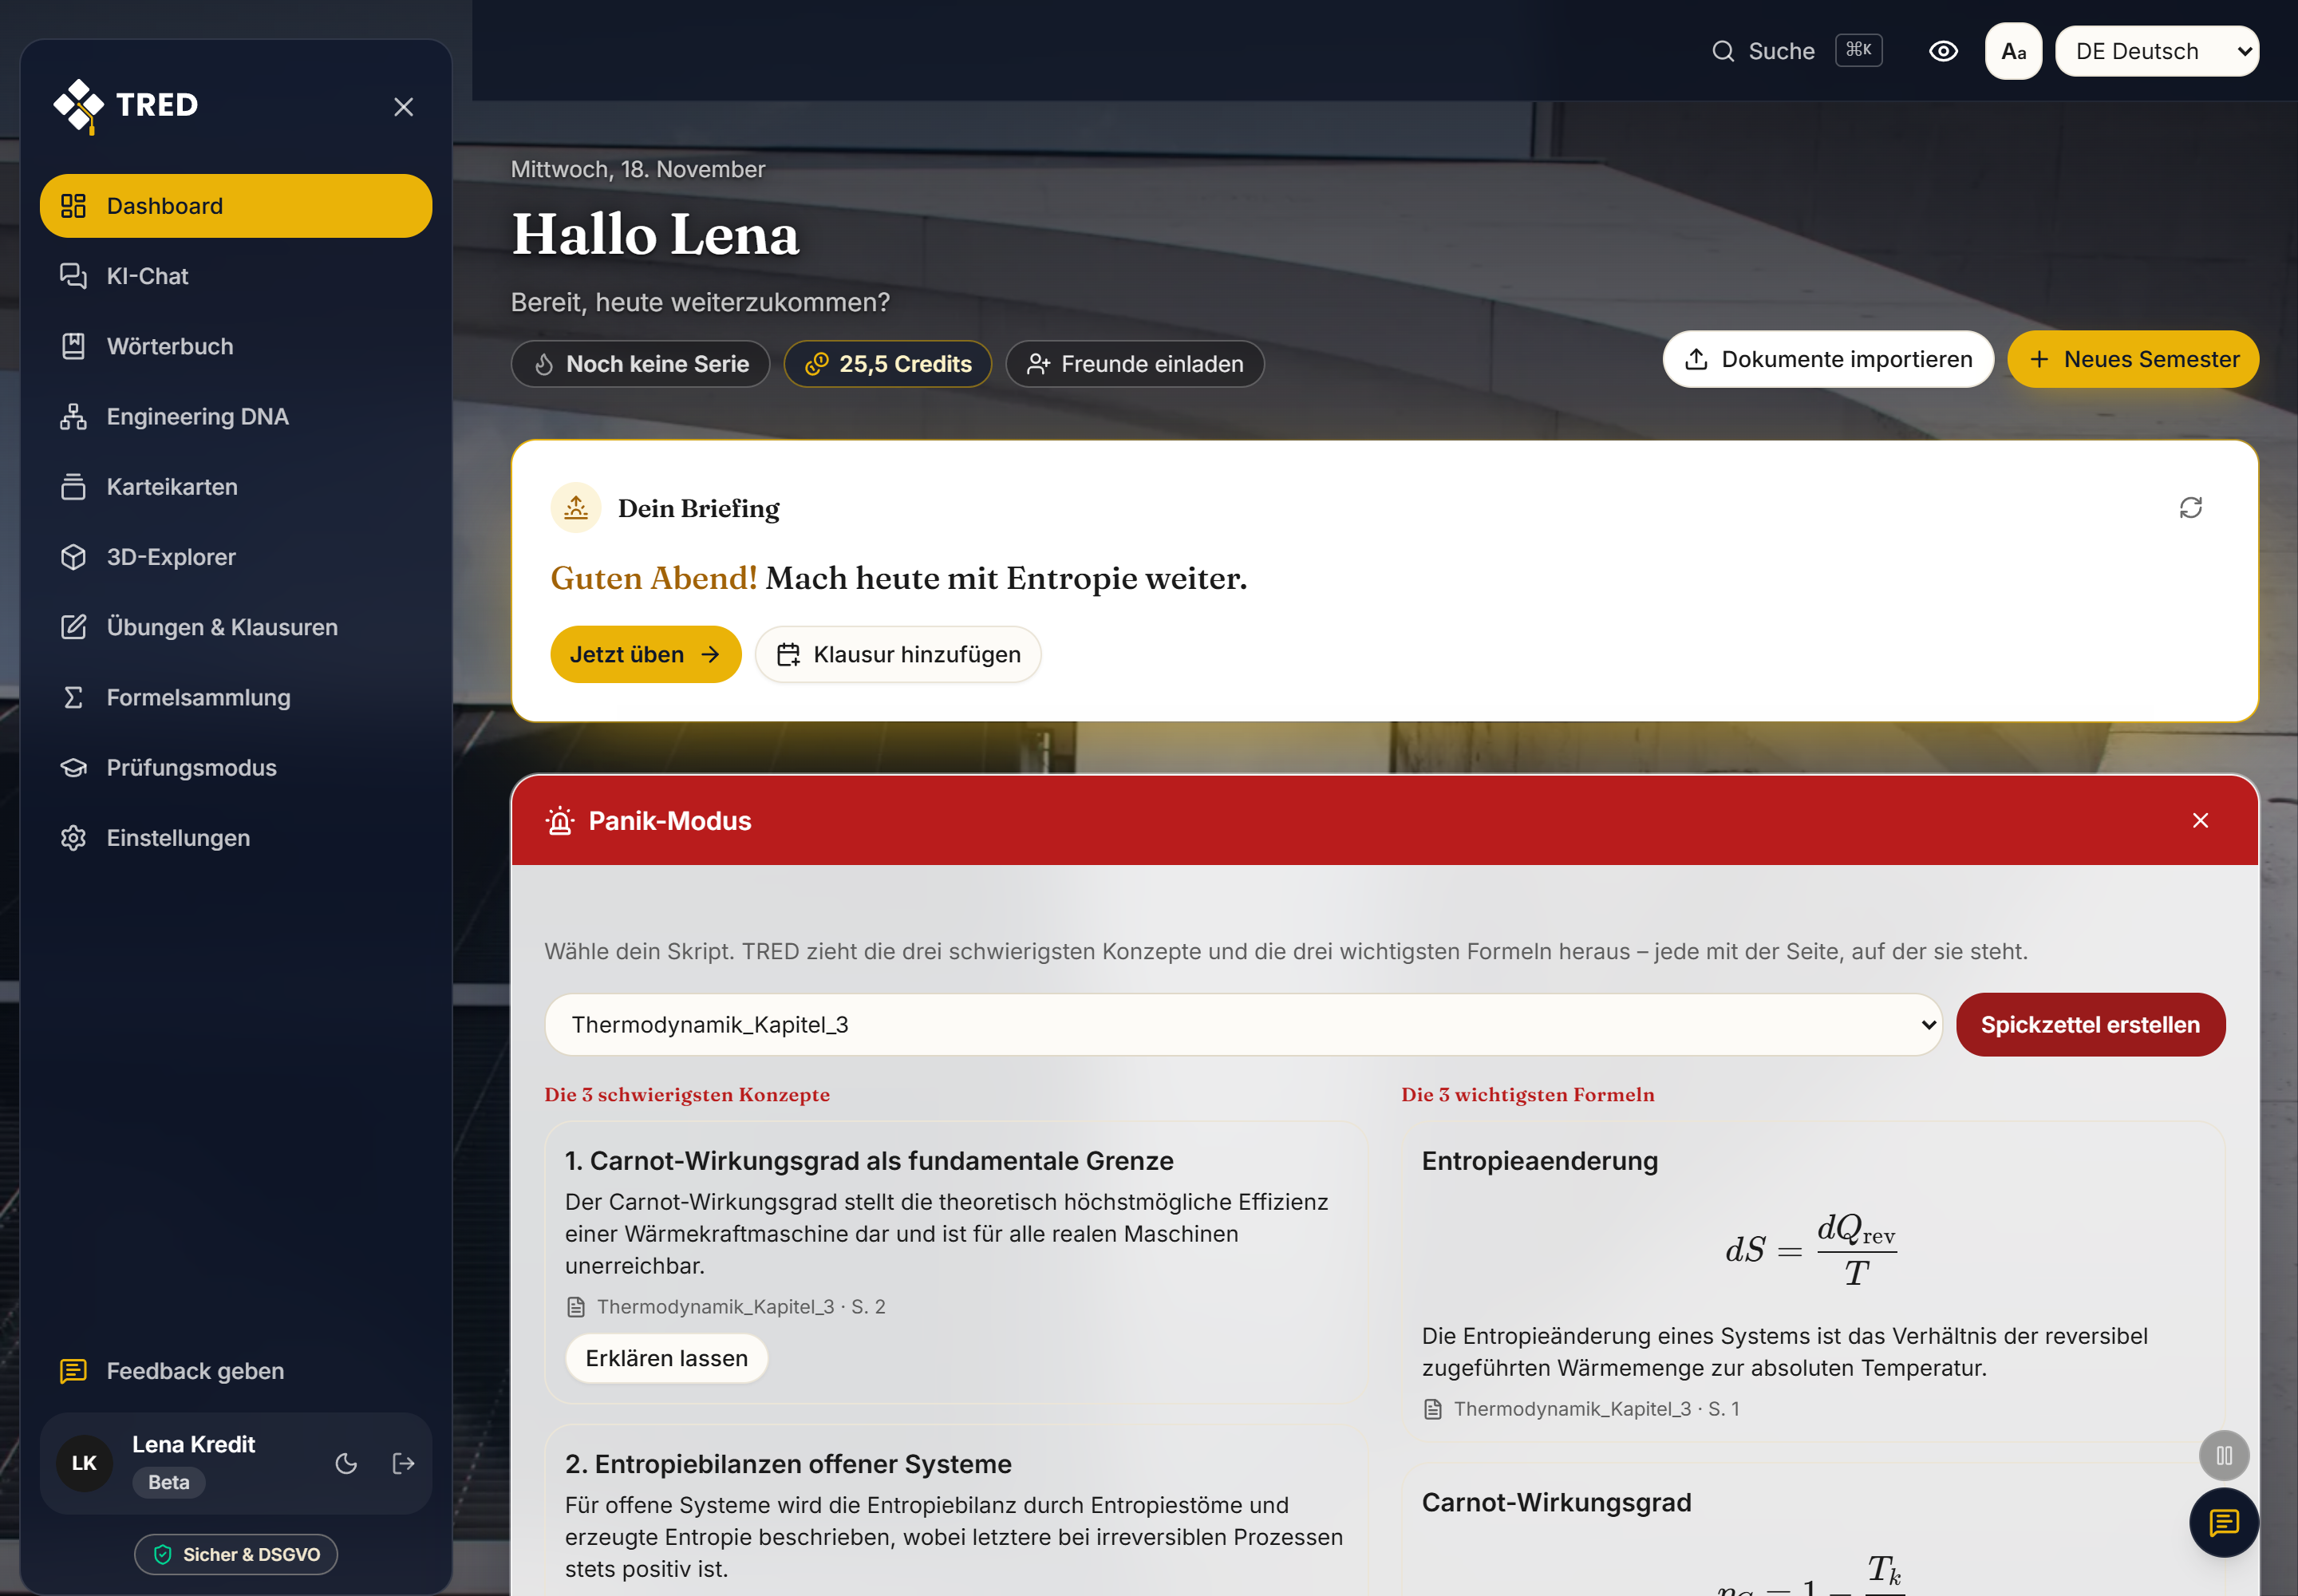 TRED
Dashboard
KI-Chat
Wörterbuch
Engineering DNA
Karteikarten
3D-Explorer
Übungen & Klausuren
Formelsammlung
Prüfungsmodus
Einstellungen
Feedback geben
LK
Lena Kredit
Beta
Sicher & DSGVO
Suche ⌘K
Aa
DE Deutsch
Mittwoch, 18. November
Hallo Lena
Bereit, heute weiterzukommen?
Noch keine Serie
25,5 Credits
Freunde einladen
Dokumente importieren
Neues Semester
Dein Briefing
Guten Abend! Mach heute mit Entropie weiter.
Jetzt üben
Klausur hinzufügen
Panik-Modus
Wähle dein Skript. TRED zieht die drei schwierigsten Konzepte und die drei wichtigsten Formeln heraus – jede mit der Seite, auf der sie steht.
Thermodynamik_Kapitel_3
Spickzettel erstellen
Die 3 schwierigsten Konzepte
1. Carnot-Wirkungsgrad als fundamentale Grenze
Der Carnot-Wirkungsgrad stellt die theoretisch höchstmögliche Effizienz
einer Wärmekraftmaschine dar und ist für alle realen Maschinen
unerreichbar.
Thermodynamik_Kapitel_3 · S. 2
Erklären lassen
2. Entropiebilanzen offener Systeme
Für offene Systeme wird die Entropiebilanz durch Entropiestöme und
erzeugte Entropie beschrieben, wobei letztere bei irreversiblen Prozessen
stets positiv ist.
Die 3 wichtigsten Formeln
Entropieaenderung
dS = dQrev / T
Die Entropieänderung eines Systems ist das Verhältnis der reversibel
zugeführten Wärmemenge zur absoluten Temperatur.
Thermodynamik_Kapitel_3 · S. 1
Carnot-Wirkungsgrad
= 1 − Tk